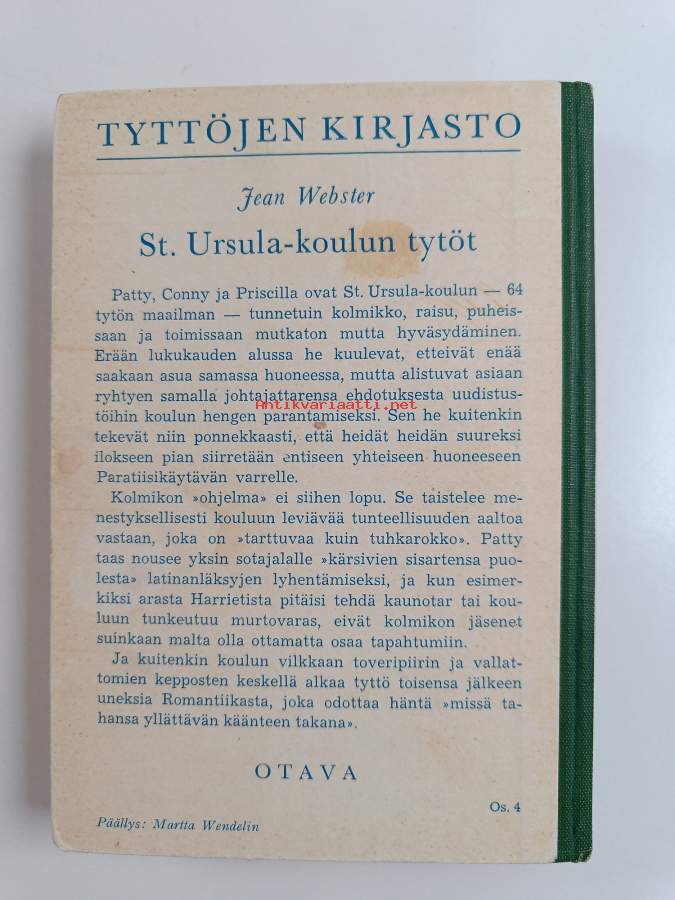 TYTTÖJEN KIRJASTO
Jean Webster
St. Ursula-koulun tytöt
Patty, Conny ja Priscilla ovat St. Ursula-koulun — 64
tytön maailman — tunnetuin kolmikko, raisu, puheis-
saan ja toimissaan mutkaton mutta hyväsydäminen.
Erään lukukauden alussa he kuulevat, etteivät enää
saakaan asua samassa huoneessa, mutta alistuvat asiaan
ryhtyen samalla johtajattarensa ehdotuksesta uudistus-
töihin koulun hengen parantamiseksi. Sen he kuitenkin
Antikvariaatti.net
tekevät niin ponnekkaasti, että heidät heidän suureksi
ilokseen pian siirretään entiseen yhteiseen huoneeseen
Paratiisikäytävän varrelle.
Kolmikon »ohjelma» ei siihen lopu. Se taistelee me-
nestyksellisesti kouluun leviävää tunteellisuuden aaltoa
vastaan, joka on »tarttuvaa kuin tuhkarokko». Patty
taas nousee yksin sotajalalle »kärsivien sisartensa puo-
lesta» latinanläksyjen lyhentämiseksi, ja kun esimer-
kiksi arasta Harrietista pitäisi tehdä kaunotar tai kou-
luun tunkeutuu murtovaras, eivät kolmikon jäsenet
suinkaan malta olla ottamatta osaa tapahtumiin.
Ja kuitenkin koulun vilkkaan toveripiirin ja vallat-
tomien kepposten keskellä alkaa tyttö toisensa jälkeen
uneksia Romantiikasta, joka odottaa häntä »missä ta-
hansa yllättävän käänteen takana».
OTAVA
Os. 4
Päällys: Martta Wendelin